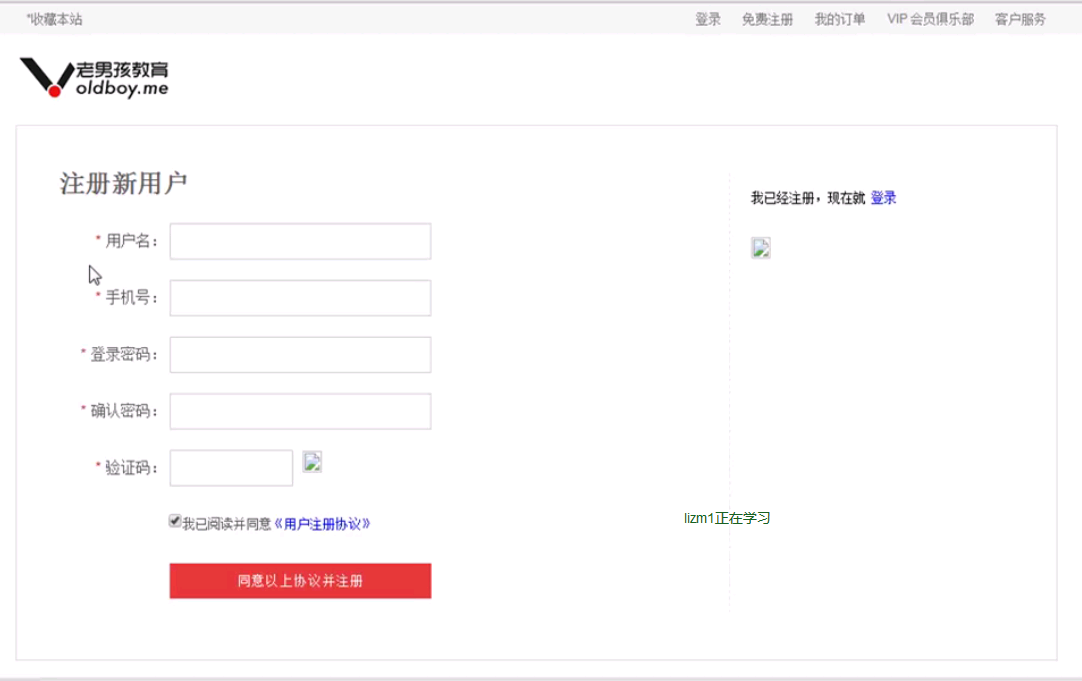 *收藏本站 登录 免费注册 我的订单 VIP 会员俱乐部 客户服务
老男孩教育
oldboy.me
注册新用户
我已经注册，现在就 登录
* 用户名：
* 手机号：
* 登录密码：
* 确认密码：
* 验证码：
我已阅读并同意《用户注册协议》
lizm1正在学习
同意以上协议并注册